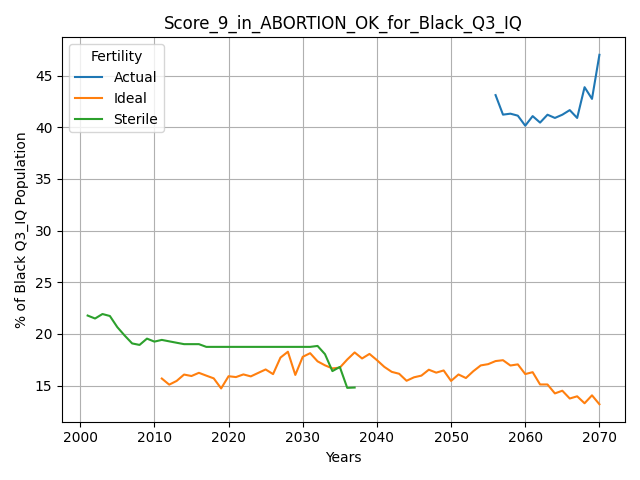 Score_9_in_ABORTION_OK_for_Black_Q3_IQ
Fertility
Actual
Ideal
Sterile
% of Black Q3_IQ Population
45
40
35
30
25
20
15
2000
2010
2020
2030
2040
2050
2060
2070
Years